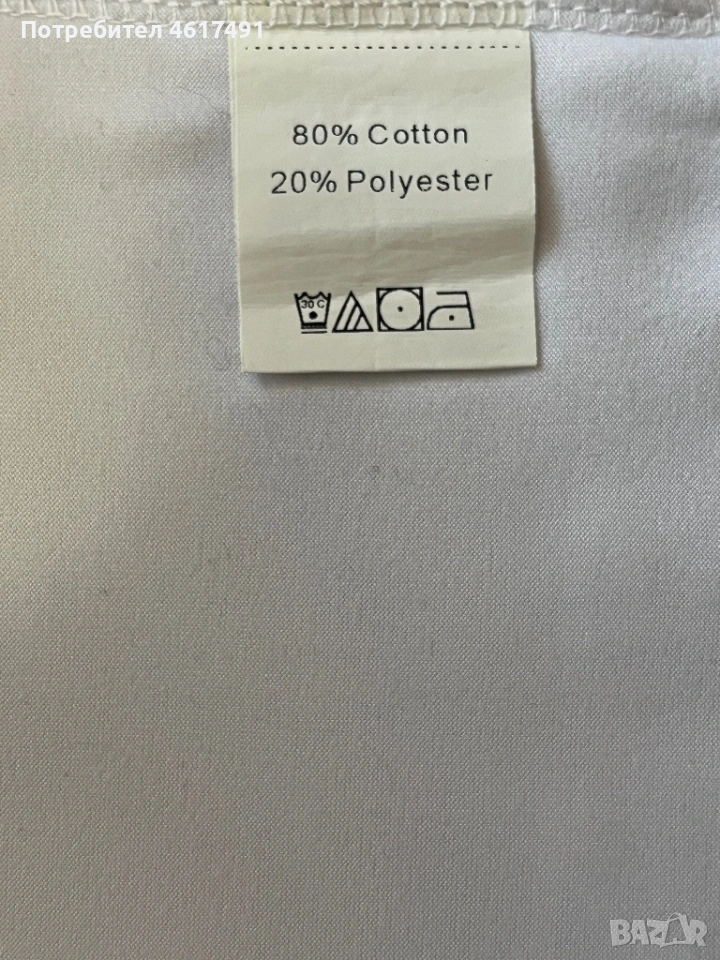 Потребител 4617491
80% Cotton
20% Polyester
30 C
BAZAR